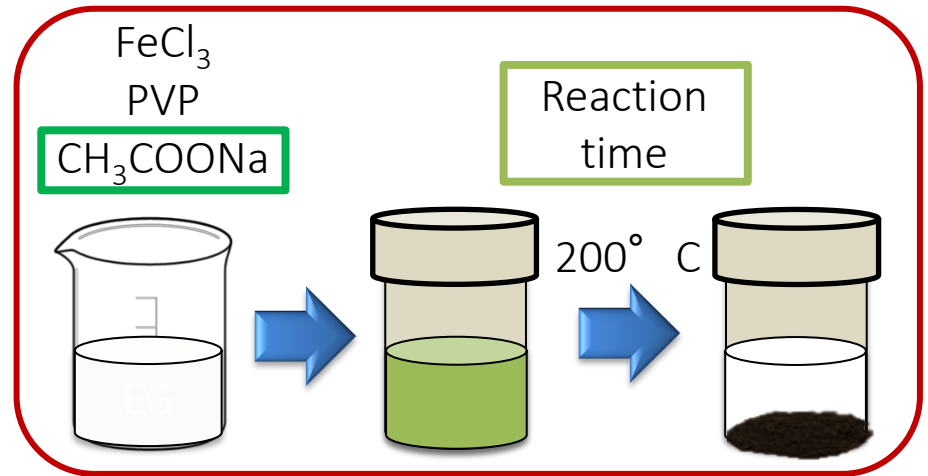 FeCl₃
PVP
CH₃COONa
Reaction
time
200° C
EG